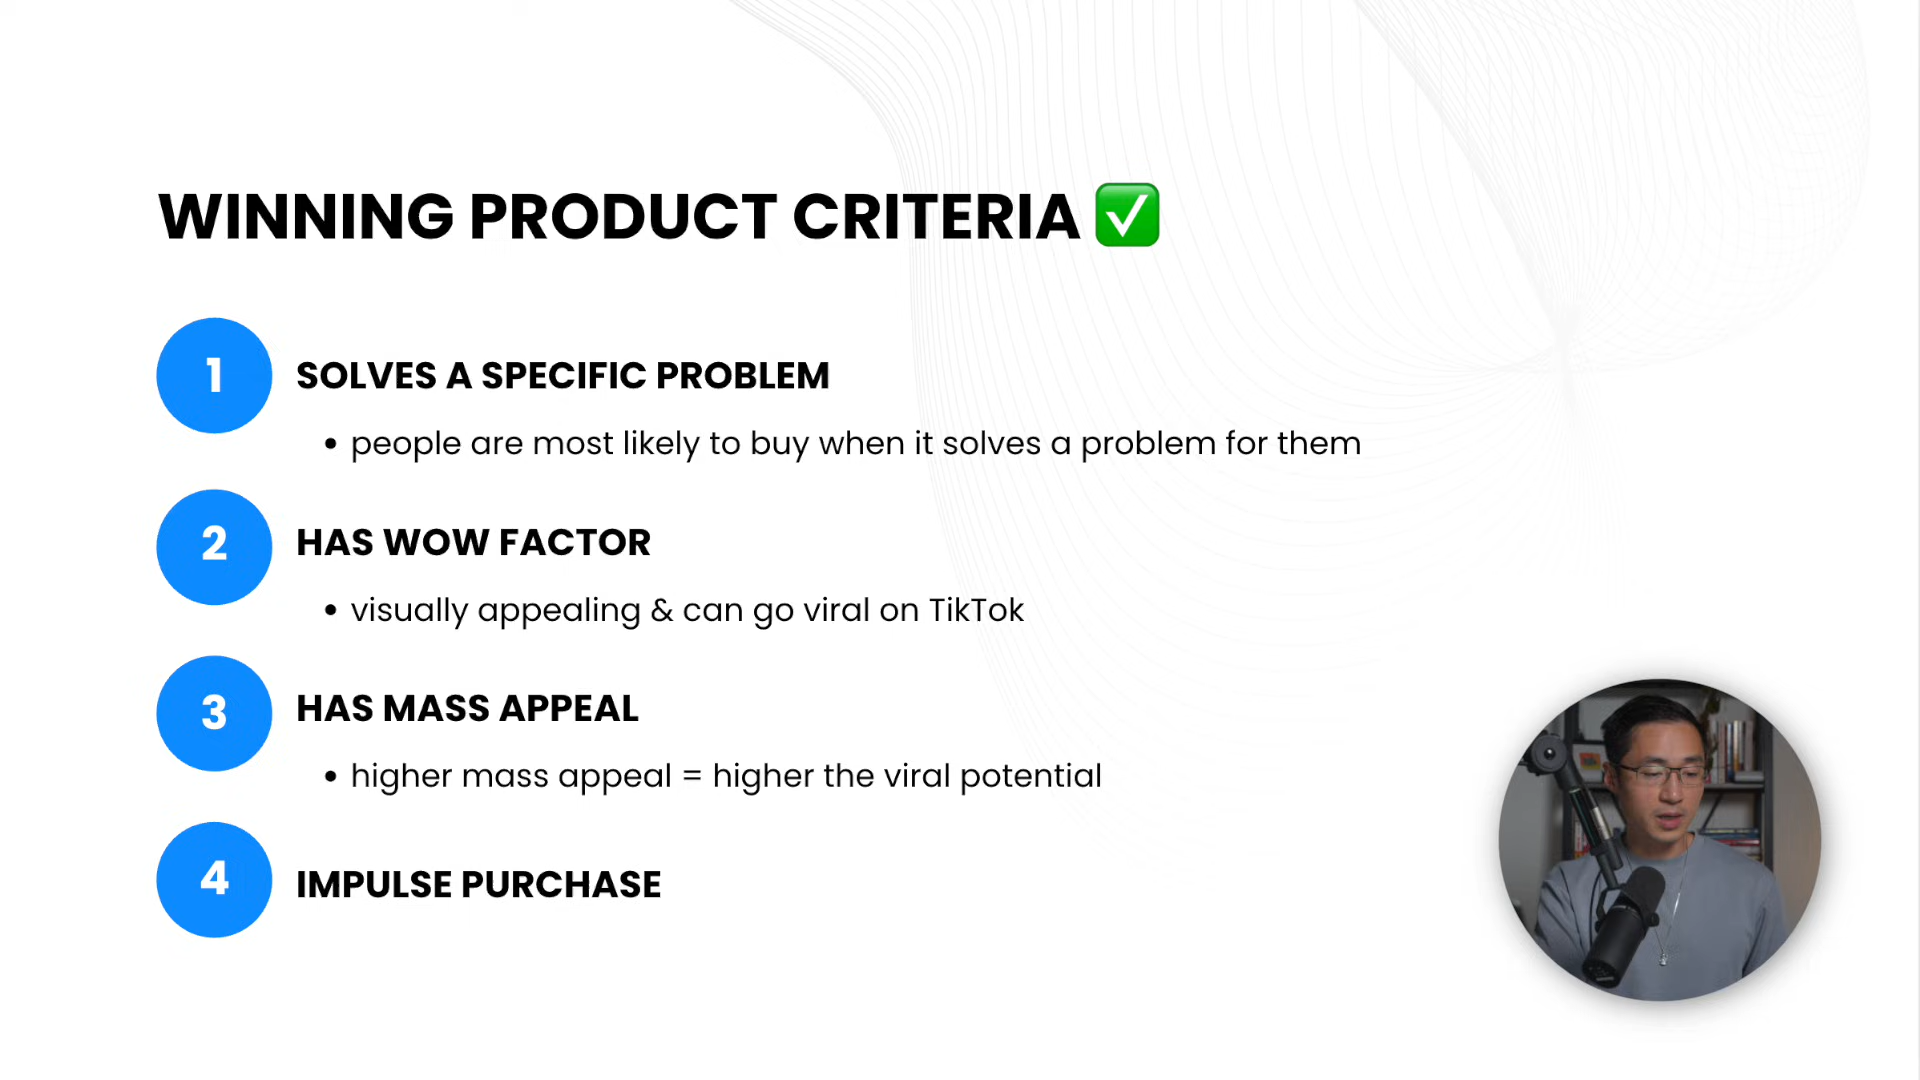 WINNING PRODUCT CRITERIA ✅
1
SOLVES A SPECIFIC PROBLEM
• people are most likely to buy when it solves a problem for them
2
HAS WOW FACTOR
• visually appealing & can go viral on TikTok
3
HAS MASS APPEAL
• higher mass appeal = higher the viral potential
4
IMPULSE PURCHASE